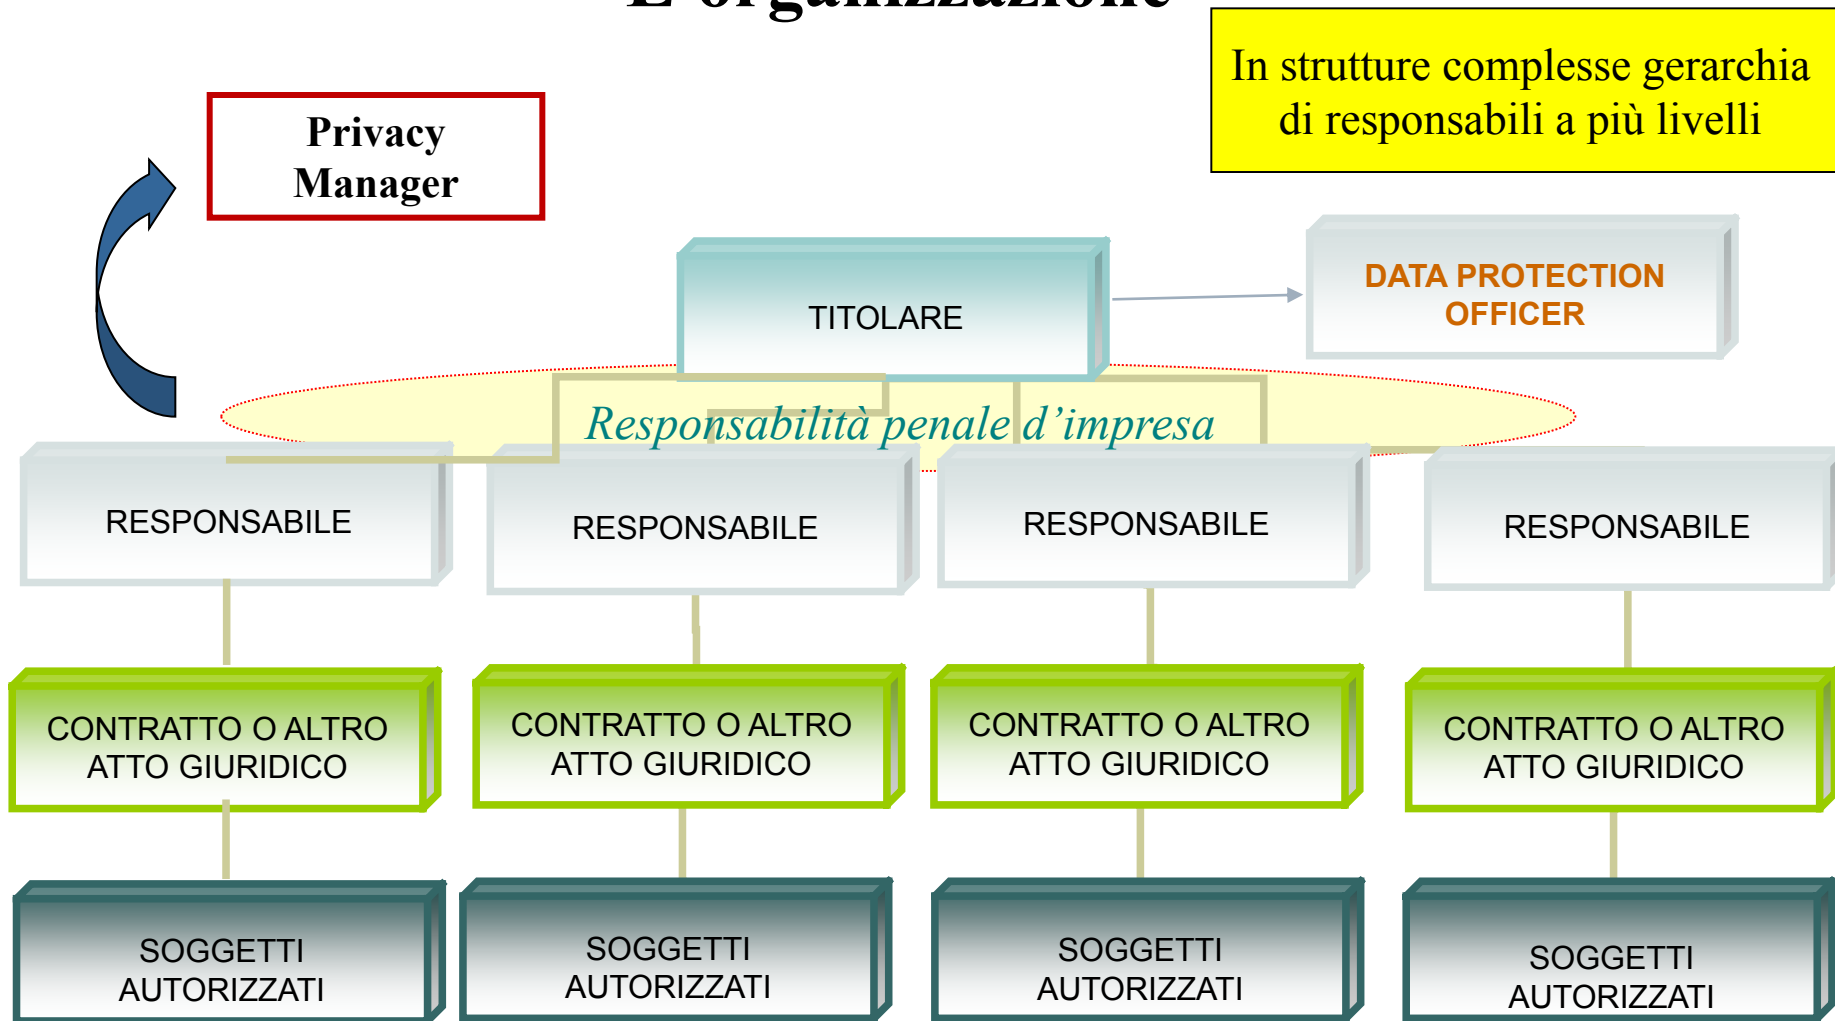 L'organizzazione
In strutture complesse gerarchia
di responsabili a più livelli
Privacy
Manager
DATA PROTECTION
OFFICER
TITOLARE
Responsabilità penale d’impresa
RESPONSABILE
RESPONSABILE
RESPONSABILE
RESPONSABILE
CONTRATTO O ALTRO
ATTO GIURIDICO
CONTRATTO O ALTRO
ATTO GIURIDICO
CONTRATTO O ALTRO
ATTO GIURIDICO
CONTRATTO O ALTRO
ATTO GIURIDICO
SOGGETTI
AUTORIZZATI
SOGGETTI
AUTORIZZATI
SOGGETTI
AUTORIZZATI
SOGGETTI
AUTORIZZATI